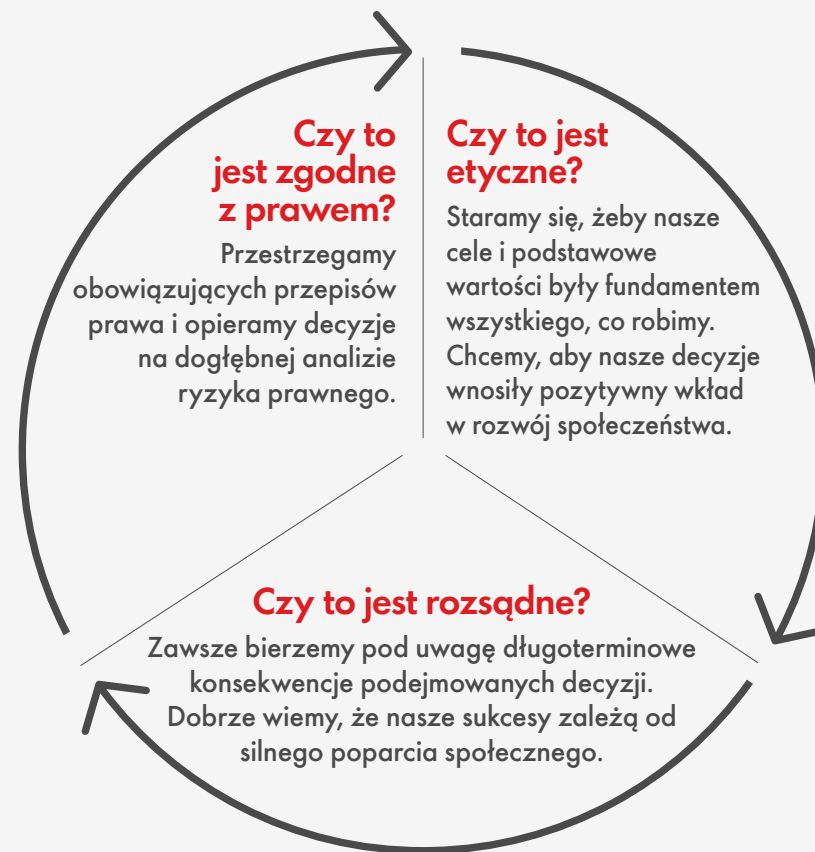 Czy to
jest zgodne
z prawem?
Przestrzegamy
obowiązujących przepisów
prawa i opieramy decyzje
na dogłębnej analizie
ryzyka prawnego.
Czy to jest
etyczne?
Staramy się, żeby nasze
cele i podstawowe
wartości były fundamentem
wszystkiego, co robimy.
Chcemy, aby nasze decyzje
wnosiły pozytywny wkład
w rozwój społeczeństwa.
Czy to jest rozsądne?
Zawsze bierzemy pod uwagę długoterminowe
konsekwencje podejmowanych decyzji.
Dobrze wiemy, że nasze sukcesy zależą od
silnego poparcia społecznego.